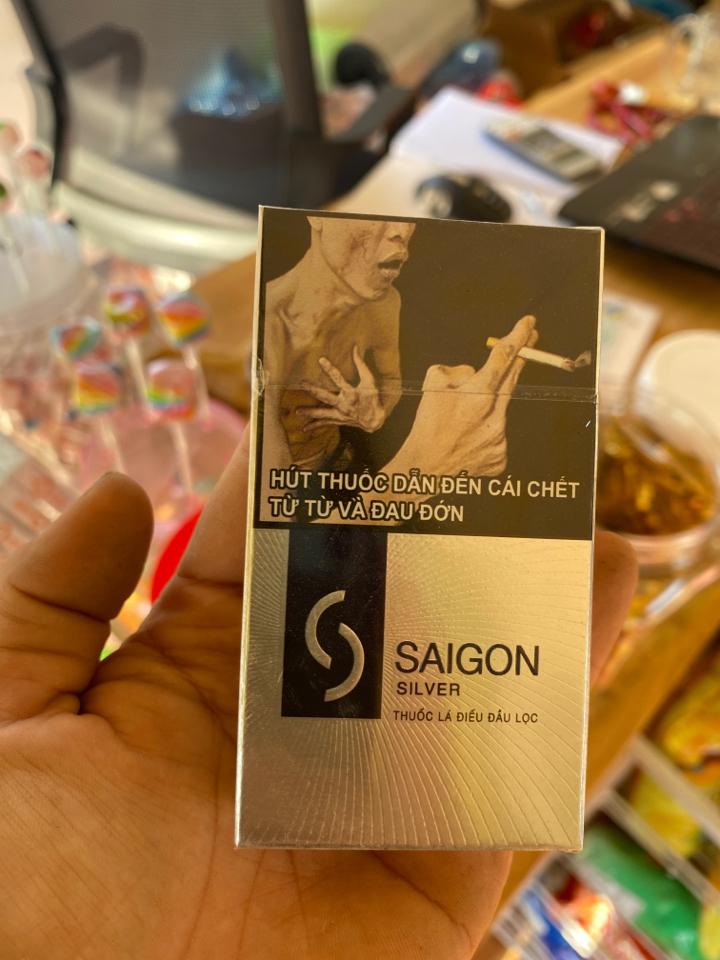 HÚT THUỐC DẪN ĐẾN CÁI CHẾT
TỪ TỪ VÀ ĐAU ĐỚN
SAIGON
SILVER
THUỐC LÁ ĐIẾU ĐẦU LỌC